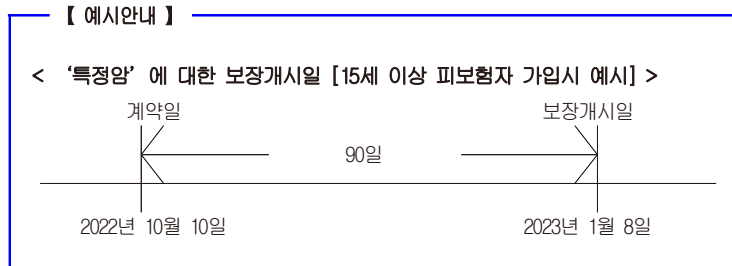 【 예시안내 】
< ‘특정암’ 에 대한 보장개시일 [15세 이상 피보험자 가입시 예시] >
계약일 보장개시일
90일
2022년 10월 10일 2023년 1월 8일